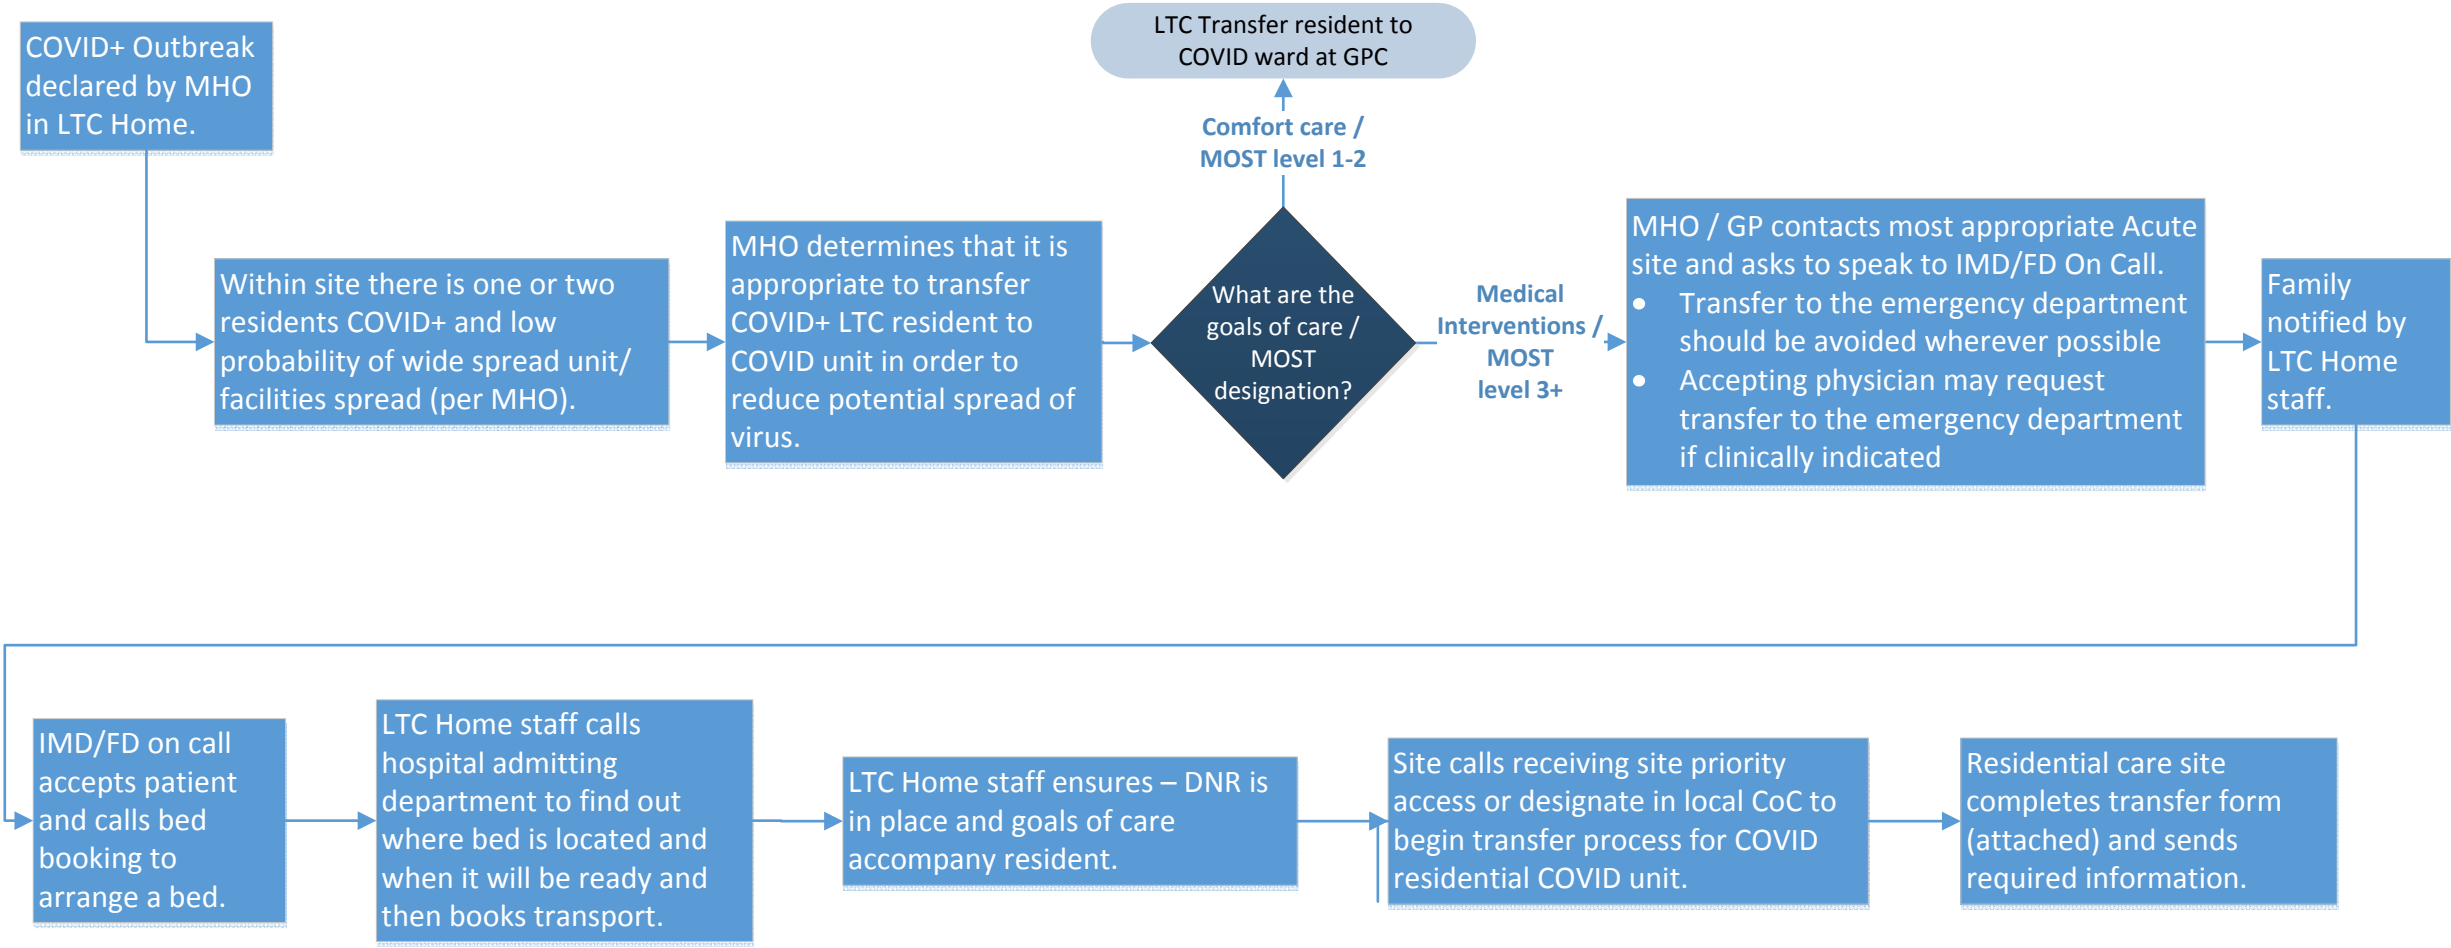 COVID+ Outbreak
declared by MHO
in LTC Home.
Within site there is one or two
residents COVID+ and low
probability of wide spread unit/
facilities spread (per MHO).
MHO determines that it is
appropriate to transfer
COVID+ LTC resident to
COVID unit in order to
reduce potential spread of
virus.
What are the
goals of care /
MOST
designation?
Comfort care /
MOST level 1-2
LTC Transfer resident to
COVID ward at GPC
Medical
Interventions /
MOST
level 3+
MHO / GP contacts most appropriate Acute
site and asks to speak to IMD/FD On Call.
• Transfer to the emergency department
should be avoided wherever possible
• Accepting physician may request
transfer to the emergency department
if clinically indicated
Family
notified by
LTC Home
staff.
IMD/FD on call
accepts patient
and calls bed
booking to
arrange a bed.
LTC Home staff calls
hospital admitting
department to find out
where bed is located and
when it will be ready and
then books transport.
LTC Home staff ensures – DNR is
in place and goals of care
accompany resident.
Site calls receiving site priority
access or designate in local CoC to
begin transfer process for COVID
residential COVID unit.
Residential care site
completes transfer form
(attached) and sends
required information.